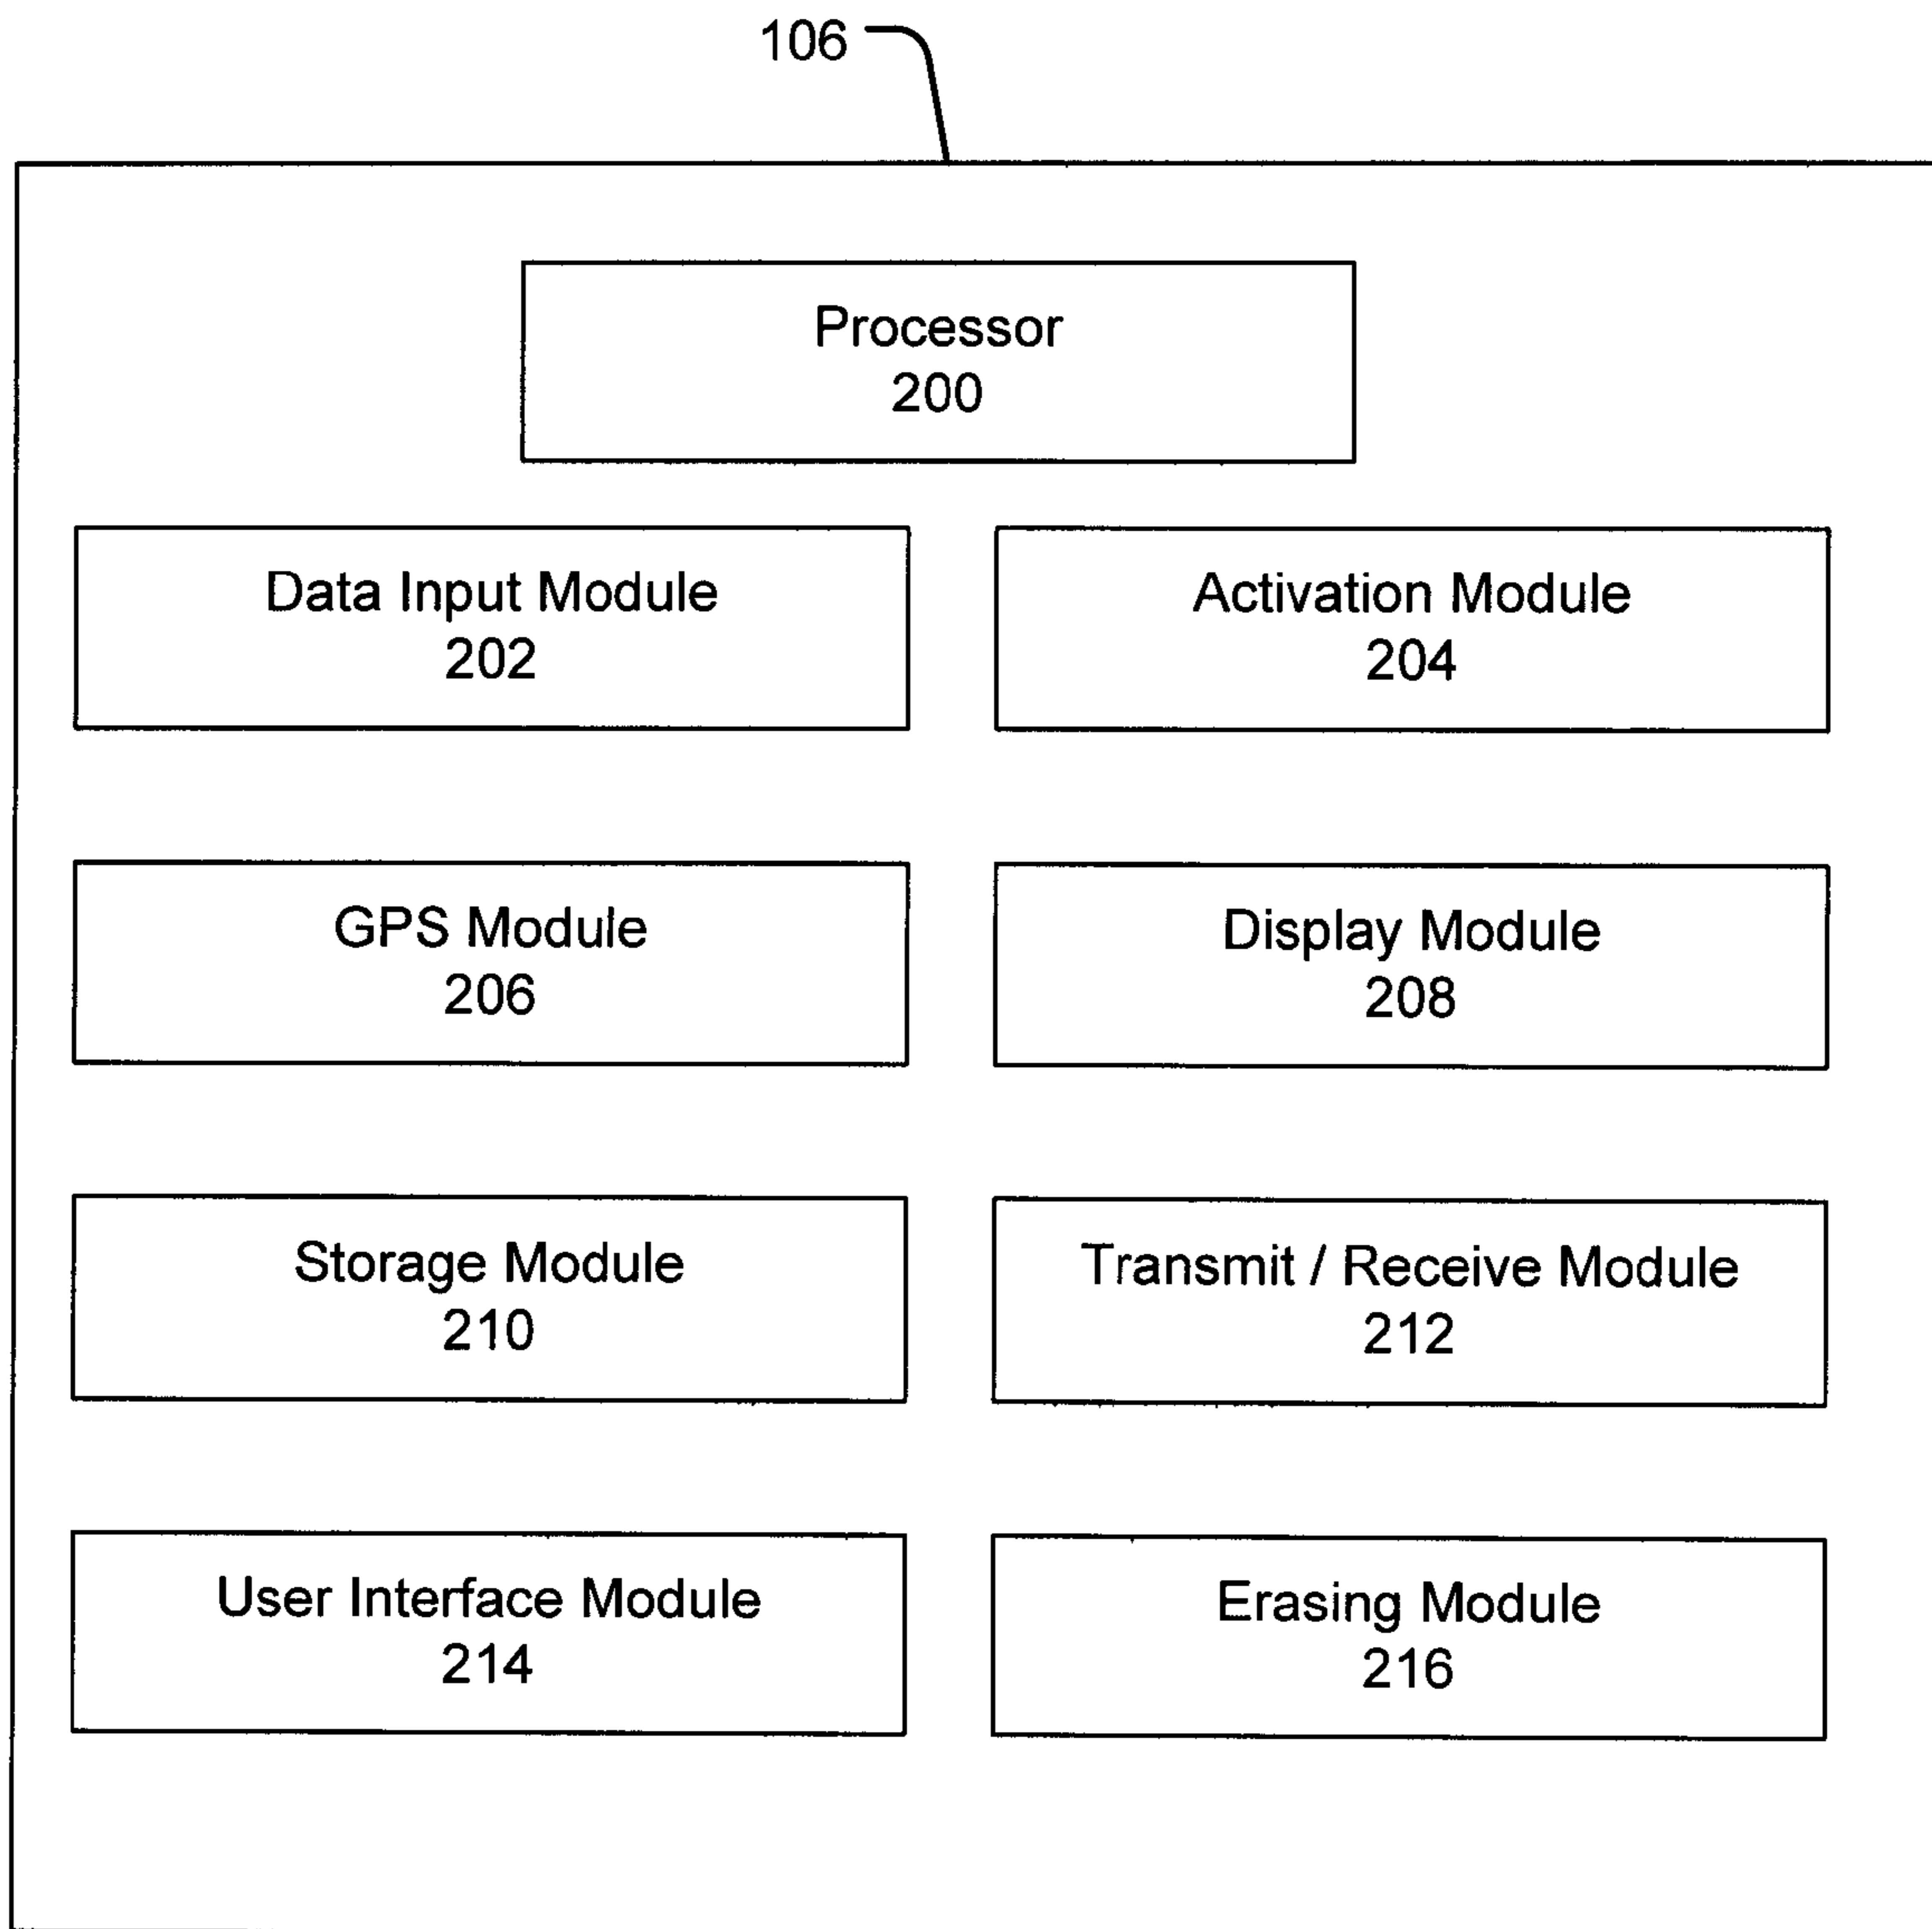 106
Processor
200
Data Input Module
202
Activation Module
204
GPS Module
206
Display Module
208
Storage Module
210
Transmit / Receive Module
212
User Interface Module
214
Erasing Module
216